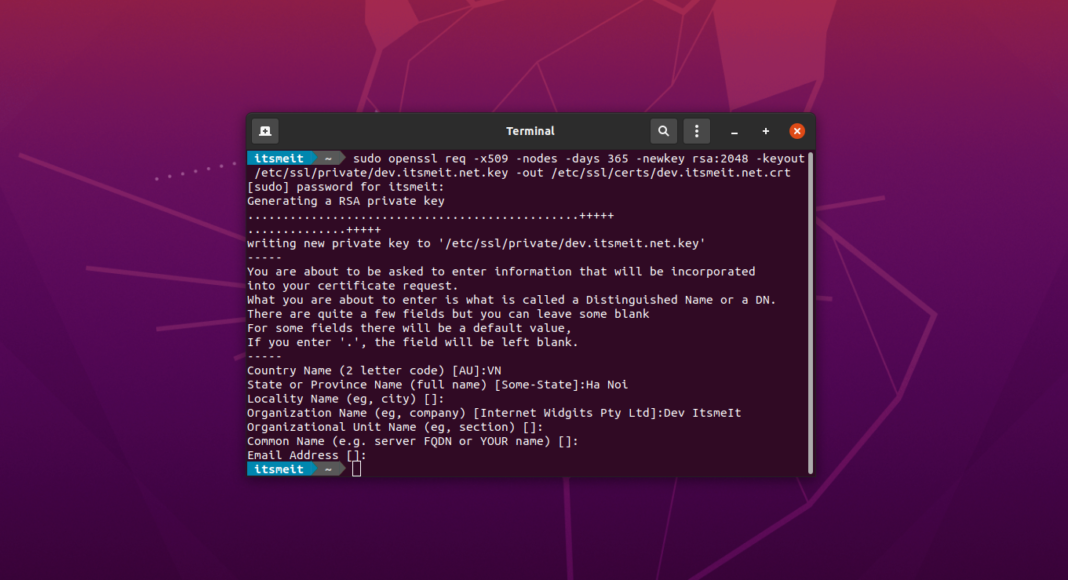 Terminal
itsmeit ~ sudo openssl req -x509 -nodes -days 365 -newkey rsa:2048 -keyout
/etc/ssl/private/dev.itsmeit.net.key -out /etc/ssl/certs/dev.itsmeit.net.crt
[sudo] password for itsmeit:
Generating a RSA private key
...............................................+++++
..............+++++
writing new private key to '/etc/ssl/private/dev.itsmeit.net.key'
-----
You are about to be asked to enter information that will be incorporated
into your certificate request.
What you are about to enter is what is called a Distinguished Name or a DN.
There are quite a few fields but you can leave some blank
For some fields there will be a default value,
If you enter '.', the field will be left blank.
-----
Country Name (2 letter code) [AU]:VN
State or Province Name (full name) [Some-State]:Ha Noi
Locality Name (eg, city) []:
Organization Name (eg, company) [Internet Widgits Pty Ltd]:Dev ItsmeIt
Organizational Unit Name (eg, section) []:
Common Name (e.g. server FQDN or YOUR name) []:
Email Address []:
itsmeit ~